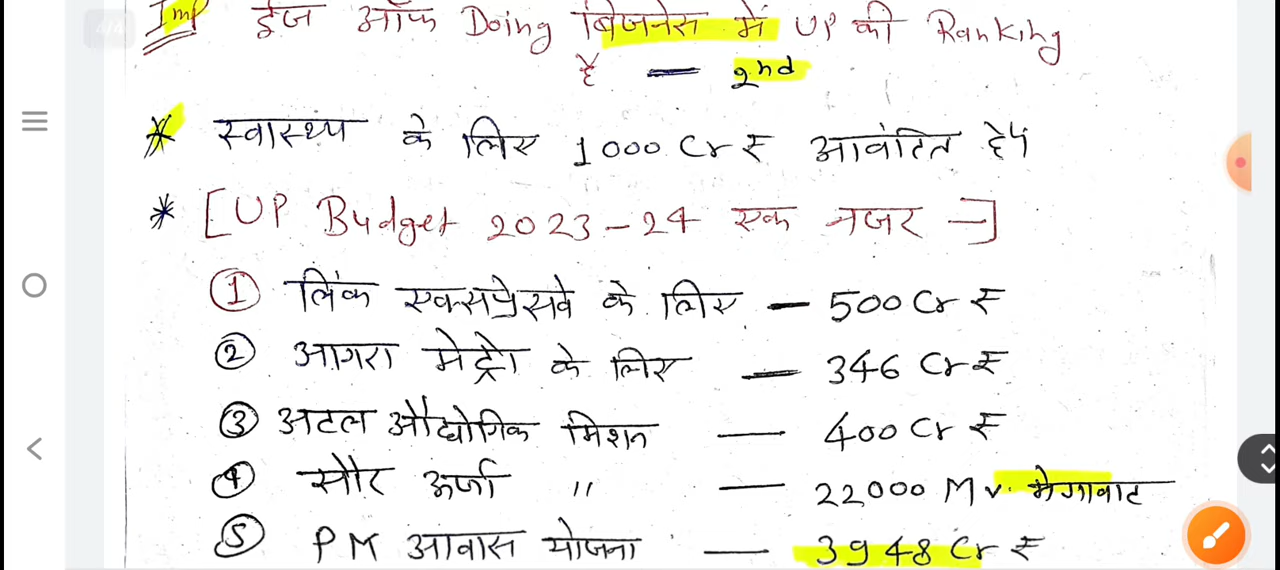 Imp ईज ऑफ Doing बिजनेस में UP की Ranking
है — 2nd
* स्वास्थ्य के लिए 1000 Cr ₹ आवंटित है।
* [UP Budget 2023-24 एक नजर -]
① लिंक एक्सप्रेसवे के लिए — 500 Cr ₹
② आगरा मेट्रो के लिए — 346 Cr ₹
③ अटल औद्योगिक मिशन — 400 Cr ₹
④ सौर ऊर्जा " — 22000 Mv. मेगावाट
⑤ PM आवास योजना — 3948 Cr ₹